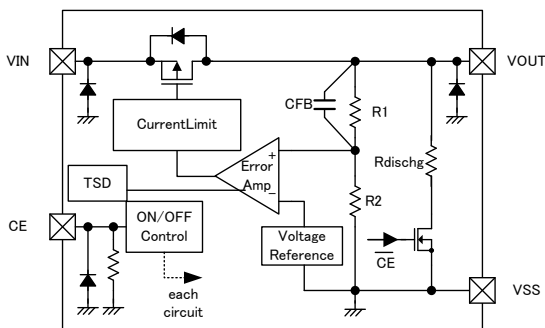 VIN
VOUT
CFB
R1
CurrentLimit
Rdischg
Error
Amp
+
-
TSD
R2
CE
ON/OFF
Control
Voltage
Reference
CE
each
circuit
VSS